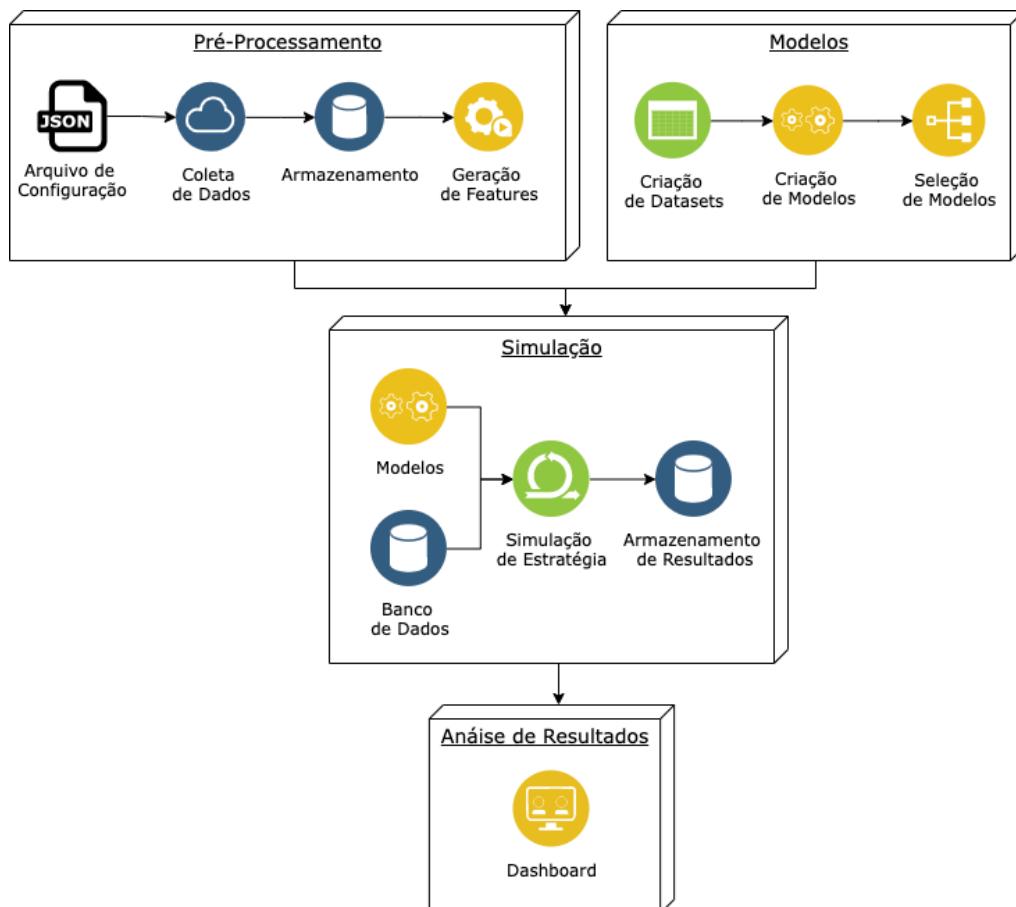 Pré-Processamento
JSON
Arquivo de
Configuração
Coleta
de Dados
Armazenamento
Geração
de Features
Modelos
Criação
de Datasets
Criação
de Modelos
Seleção
de Modelos
Simulação
Modelos
Banco
de Dados
Simulação
de Estratégia
Armazenamento
de Resultados
Anáise de Resultados
Dashboard